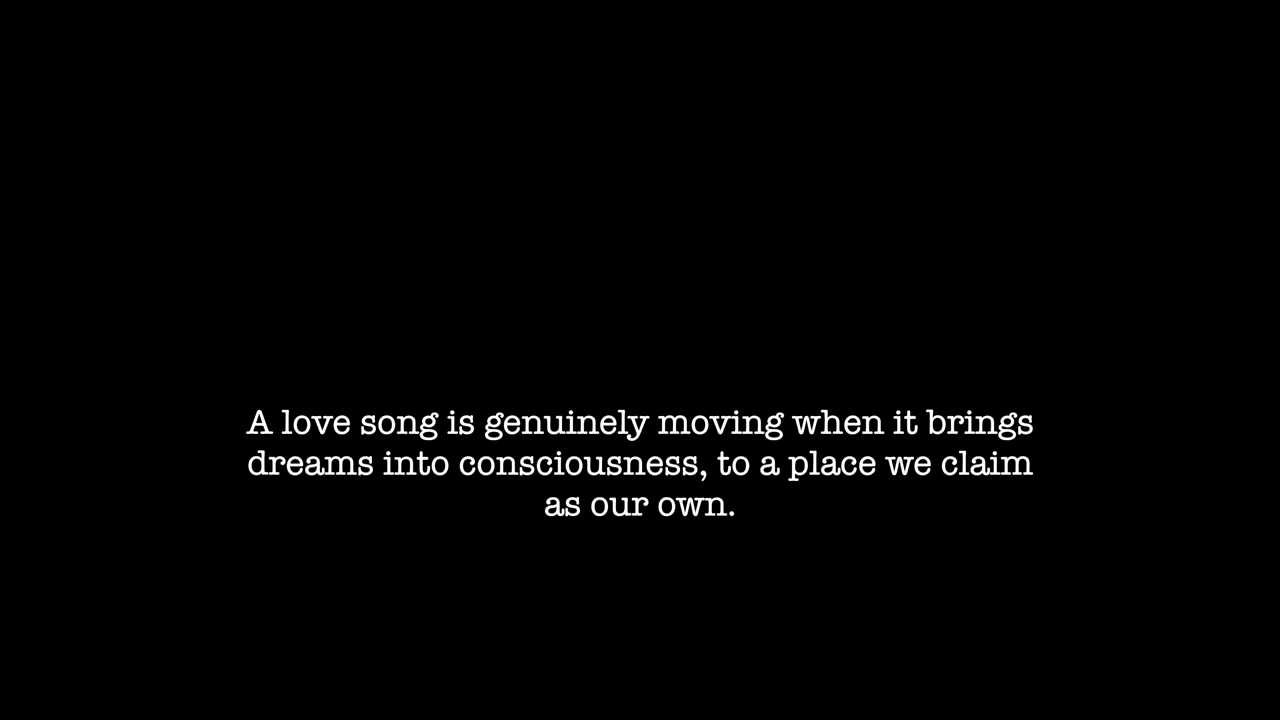 A love song is genuinely moving when it brings
dreams into consciousness, to a place we claim
as our own.